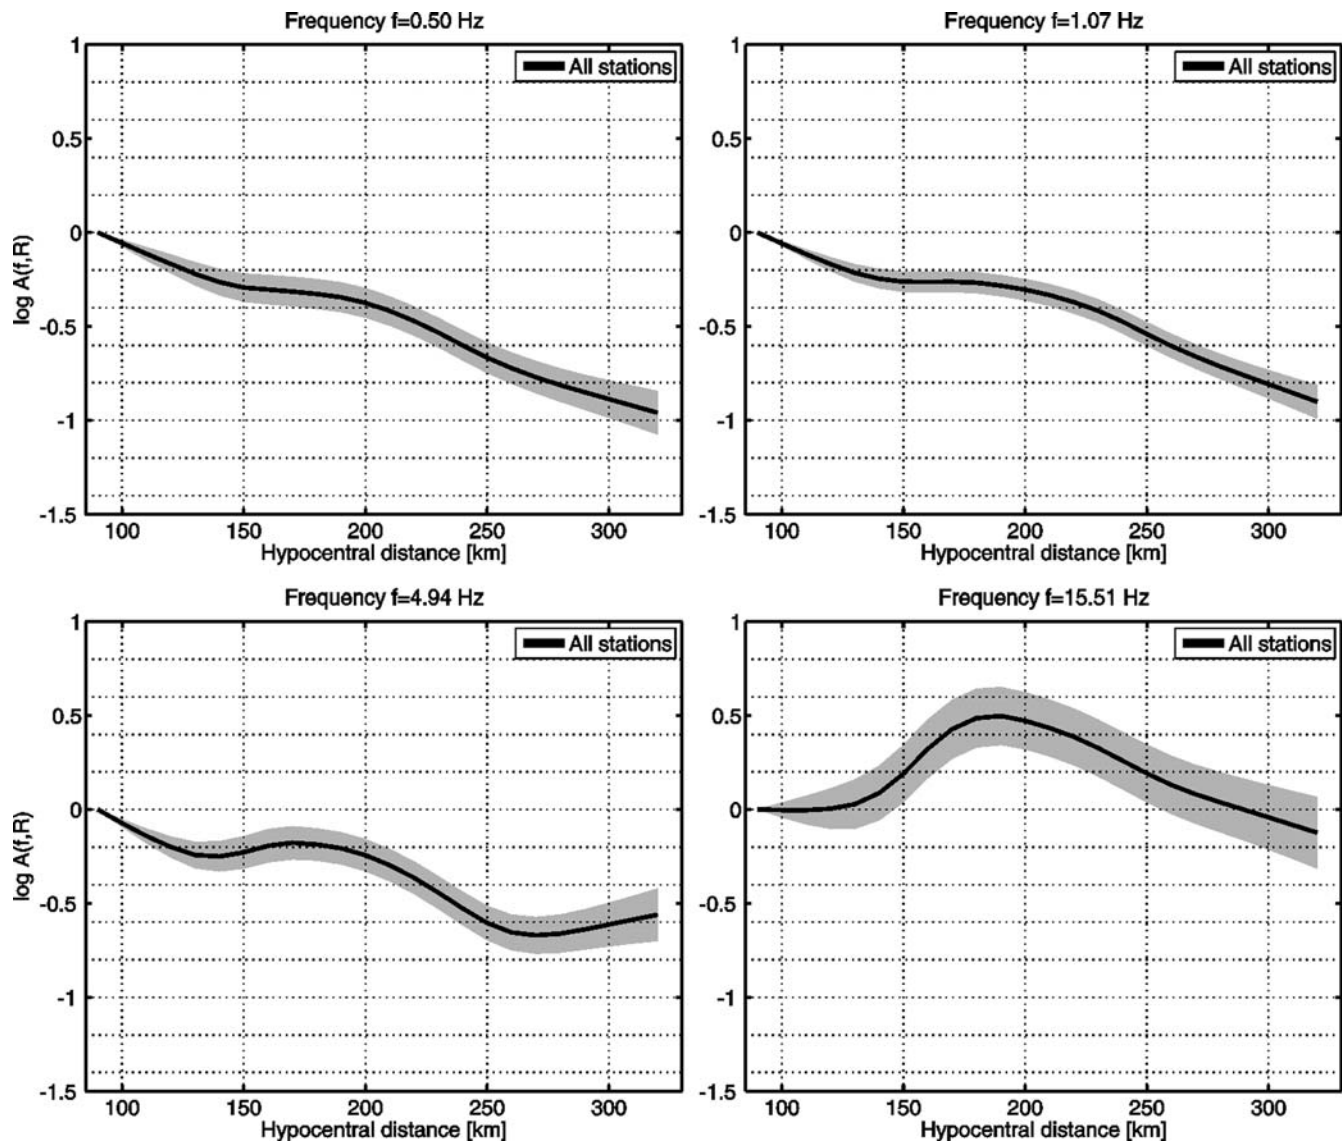 Frequency f=0.50 Hz
1
0.5
0
-0.5
-1
-1.5
log A(f,R)
All stations
100 150 200 250 300
Hypocentral distance [km]
Frequency f=1.07 Hz
1
0.5
0
-0.5
-1
-1.5
All stations
100 150 200 250 300
Hypocentral distance [km]
Frequency f=4.94 Hz
1
0.5
0
-0.5
-1
-1.5
log A(f,R)
All stations
100 150 200 250 300
Hypocentral distance [km]
Frequency f=15.51 Hz
1
0.5
0
-0.5
-1
-1.5
All stations
100 150 200 250 300
Hypocentral distance [km]